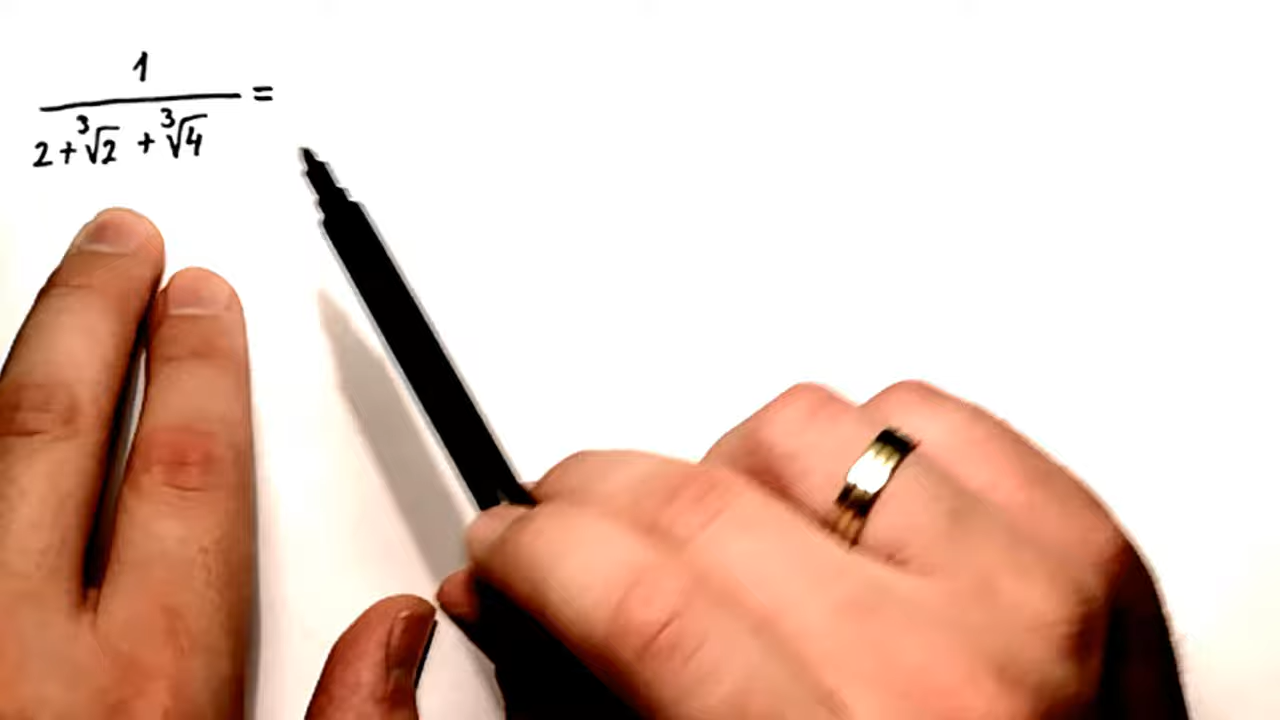 1
=
2+∛2 +∛4